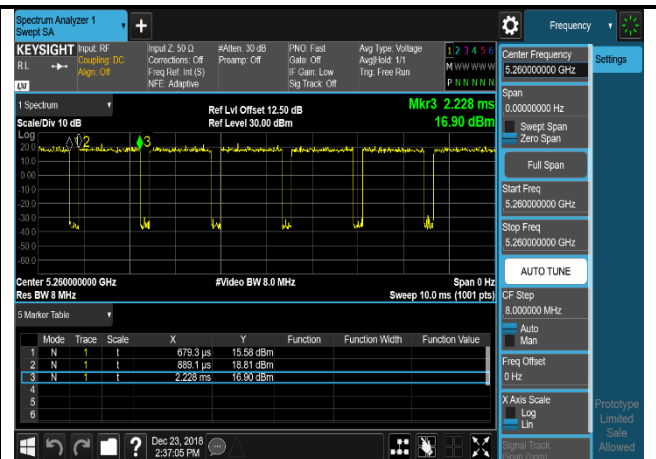 Spectrum Analyzer 1
Swept SA
Frequency
KEYSIGHT Input: RF Input Z: 50 Ω #Atten: 30 dB PNO: Fast Avg Type: Voltage 1 2 3 4 5 6
RL Coupling: DC Corrections: Off Preamp: Off Gate: Off Avg|Hold: 1/1 M W W W W W
Align: Off Freq Ref: Int (S) IF Gain: Low Trig: Free Run
LXI NFE: Adaptive Sig Track: Off P N N N N N
1 Spectrum
Scale/Div 10 dB
Ref Lvl Offset 12.50 dB
Ref Level 30.00 dBm
Mkr3 2.228 ms
16.90 dBm
Log
20.0
10.0
0.00
-10.0
-20.0
-30.0
-40.0
-50.0
-60.0
2
3
Center 5.260000000 GHz #Video BW 8.0 MHz Span 0 Hz
Res BW 8 MHz Sweep 10.0 ms (1001 pts)
5 Marker Table
Mode Trace Scale X Y Function Function Width Function Value
1 N 1 t 679.3 µs 15.58 dBm
2 N 1 t 889.1 µs 18.81 dBm
3 N 1 t 2.228 ms 16.90 dBm
4
5
6
Dec 23, 2018
2:37:05 PM
Settings
Center Frequency
5.260000000 GHz
Span
0.00000000 Hz
Swept Span
Zero Span
Full Span
Start Freq
5.260000000 GHz
Stop Freq
5.260000000 GHz
AUTO TUNE
CF Step
8.000000 MHz
Auto
Man
Freq Offset
0 Hz
X Axis Scale
Log
Lin
Signal Track
(Span Zoom)
Prototype
Limited
Sale
Allowed